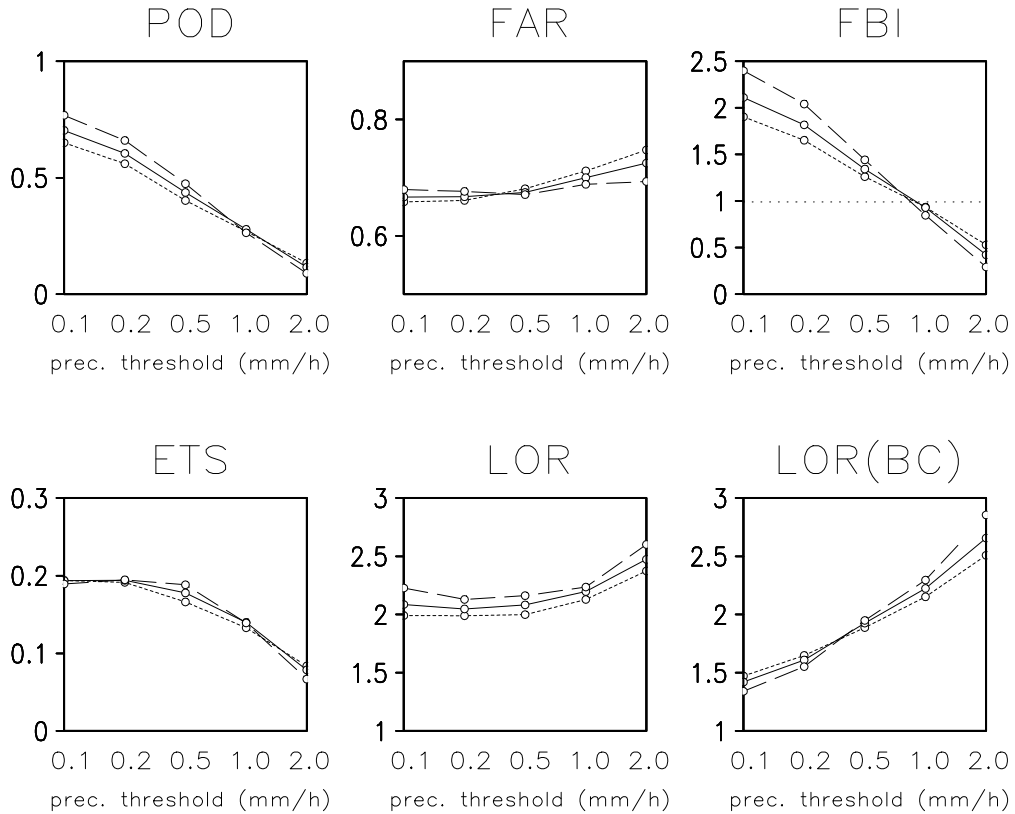 POD FAR FBI
1 0.8 2.5
0.5 0.6 2
0 1.5
1
0.5
0
0.1 0.2 0.5 1.0 2.0 0.1 0.2 0.5 1.0 2.0 0.1 0.2 0.5 1.0 2.0
prec. threshold (mm/h) prec. threshold (mm/h) prec. threshold (mm/h)
ETS LOR LOR(BC)
0.3 3 3
0.2 2.5 2.5
0.1 2 2
0 1.5 1.5
1 1
0.1 0.2 0.5 1.0 2.0 0.1 0.2 0.5 1.0 2.0 0.1 0.2 0.5 1.0 2.0
prec. threshold (mm/h) prec. threshold (mm/h) prec. threshold (mm/h)